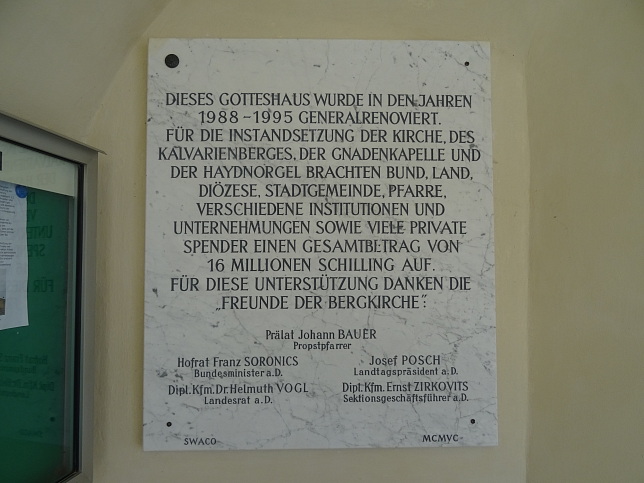 DIESES GOTTESHAUS WURDE IN DEN JAHREN
1988-1995 GENERALRENOVIERT.
FÜR DIE INSTANDSETZUNG DER KIRCHE, DES
KALVARIENBERGES, DER GNADENKAPELLE UND
DER HAYDNORGEL BRACHTEN BUND, LAND,
DIÖZESE, STADTGEMEINDE, PFARRE,
VERSCHIEDENE INSTITUTIONEN UND
UNTERNEHMUNGEN SOWIE VIELE PRIVATE
SPENDER EINEN GESAMTBETRAG VON
16 MILLIONEN SCHILLING AUF.
FÜR DIESE UNTERSTÜTZUNG DANKEN DIE
„FREUNDE DER BERGKIRCHE”:
Prälat Johann BAUER
Propstpfarrer
Hofrat Franz SORONICS
Bundesminister a.D.
Josef POSCH
Landtagspräsident a.D.
Dipl.Kfm.Dr.Helmuth VOGL
Landesrat a.D.
Dipl.Kfm.Ernst ZIRKOVITS
Sektionsgeschäftsführer a.D.
SWACO
MCMVC-